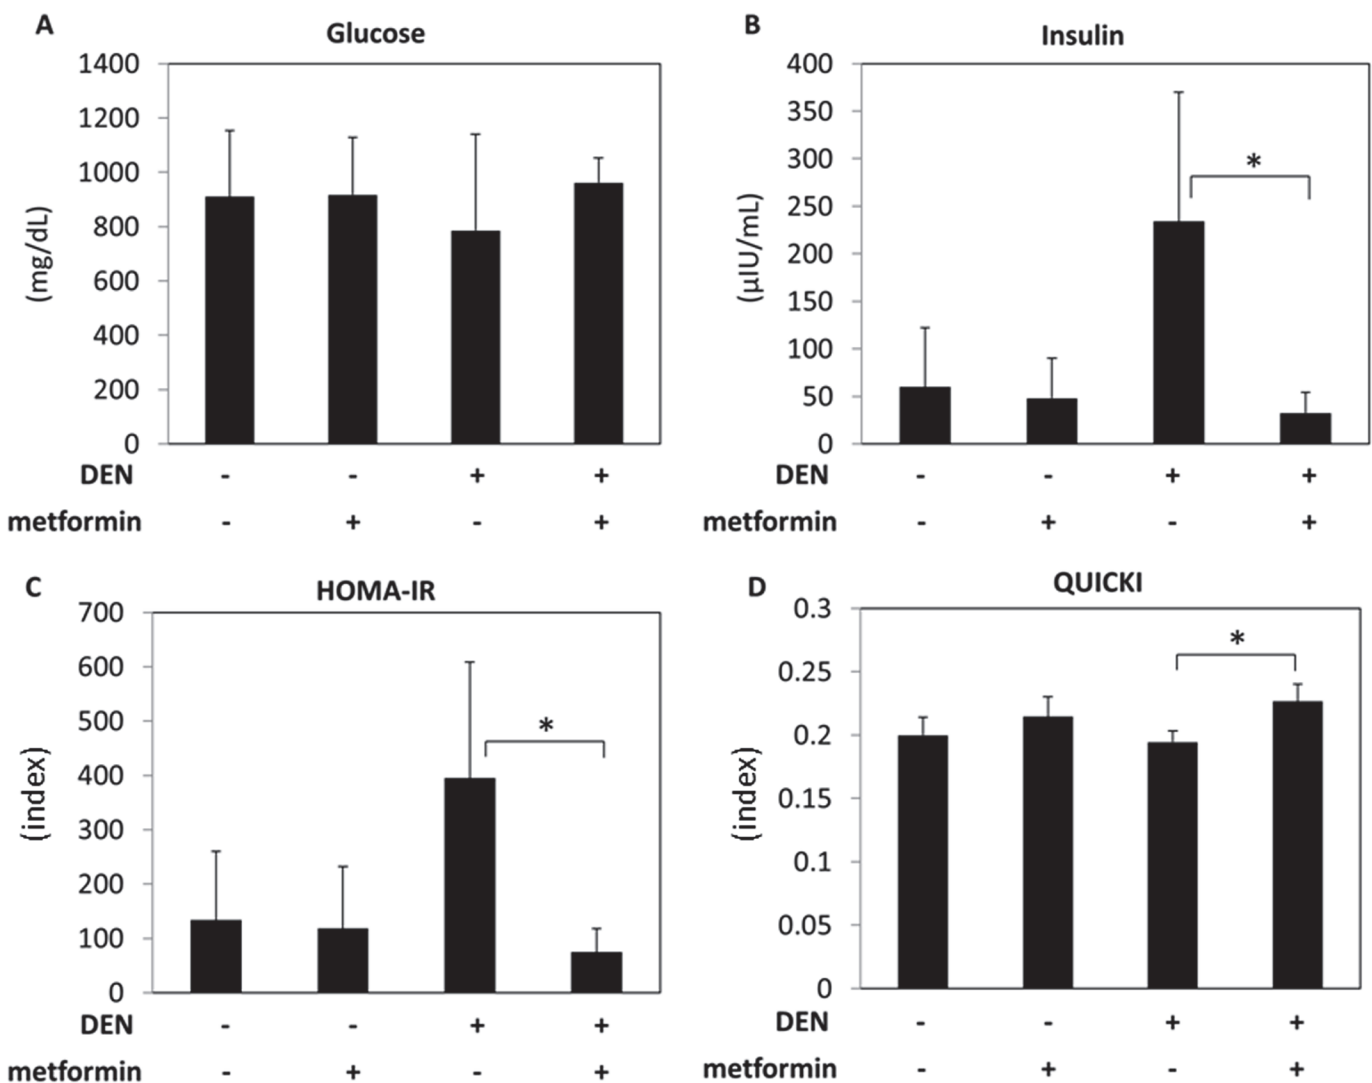 A
Glucose
1400
1200
1000
800
600
400
200
0
(mg/dL)
DEN - - + +
metformin - + - +
B
Insulin
400
350
300
250
200
150
100
50
0
(μIU/mL)
*
DEN - - + +
metformin - + - +
C
HOMA-IR
700
600
500
400
300
200
100
0
(index)
*
DEN - - + +
metformin - + - +
D
QUICKI
0.3
0.25
0.2
0.15
0.1
0.05
0
(index)
*
DEN - - + +
metformin - + - +